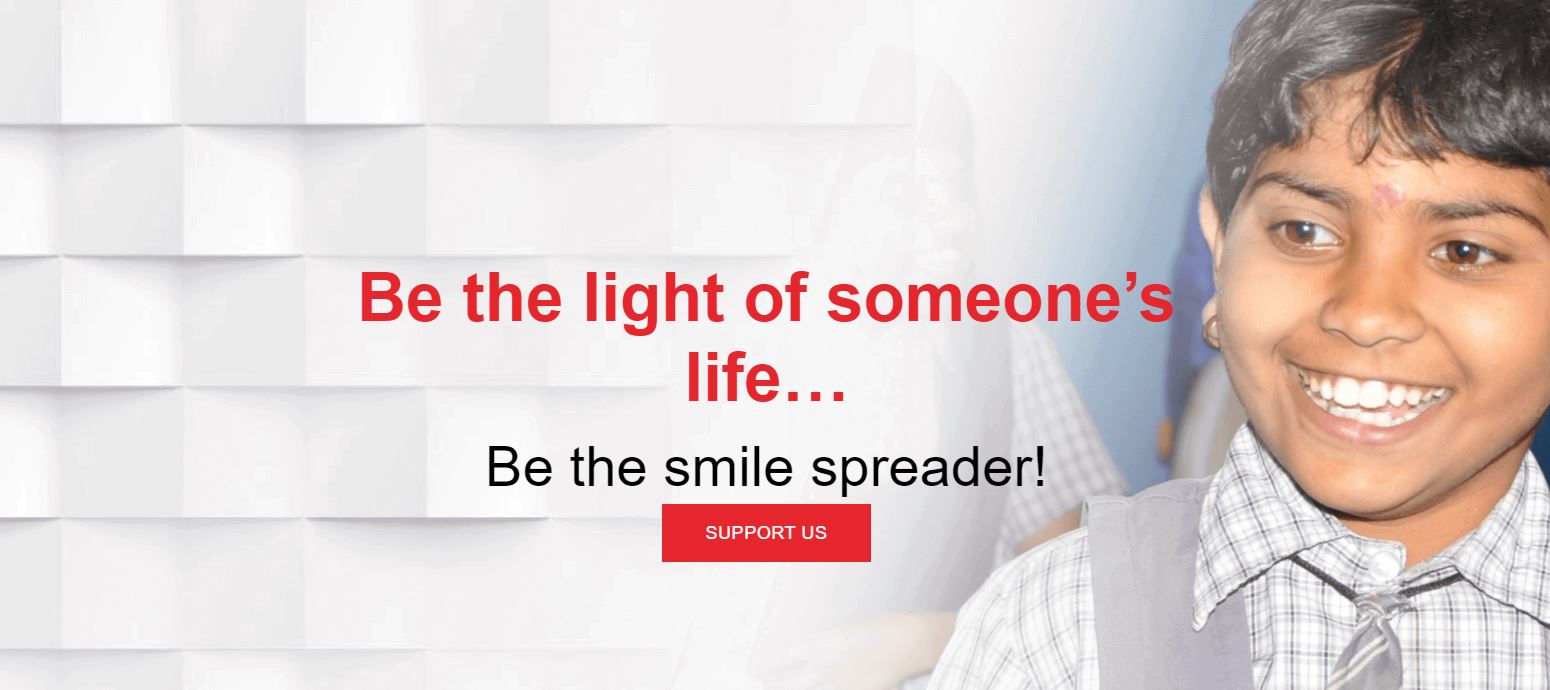 Be the light of someone’s
life…
Be the smile spreader!
SUPPORT US